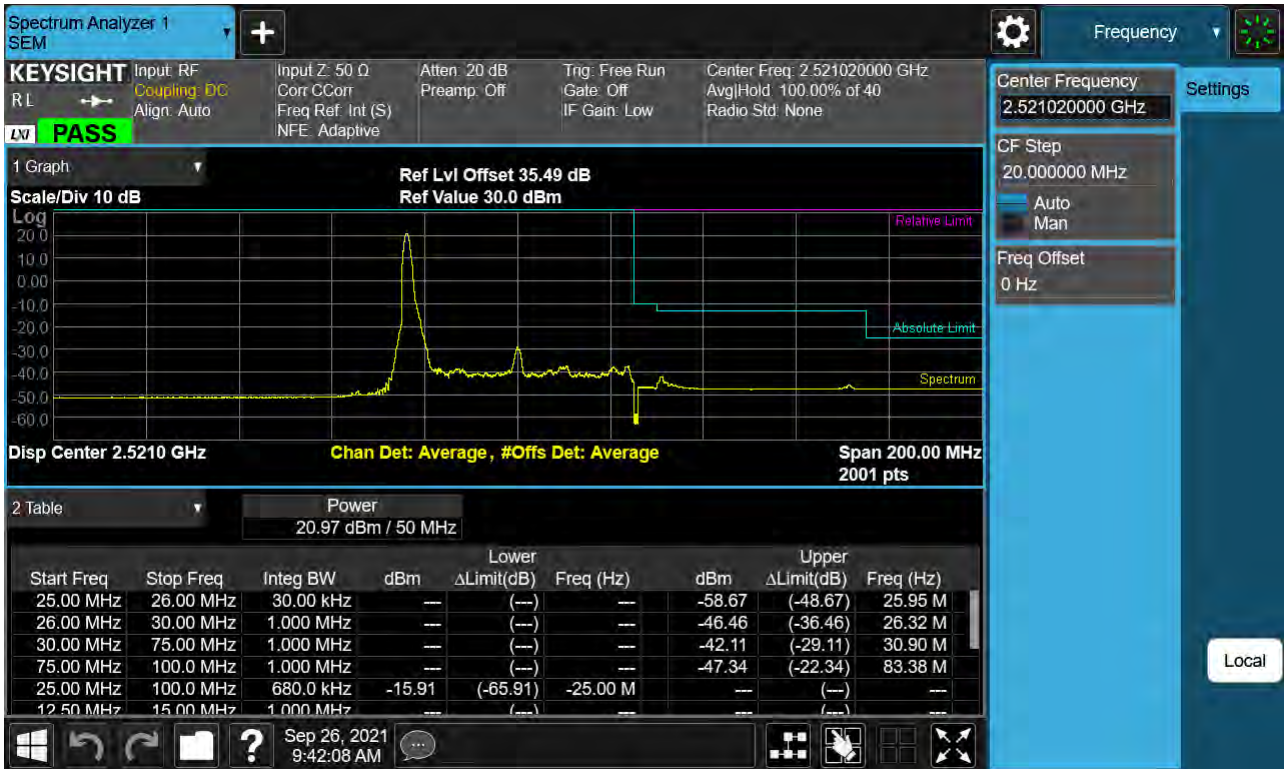 Spectrum Analyzer 1
SEM
Frequency
KEYSIGHT
RL
LXI
PASS
Input: RF
Coupling: DC
Align: Auto
Input Z: 50 Ω
Corr CCorr
Freq Ref: Int (S)
NFE: Adaptive
Atten: 20 dB
Preamp: Off
Trig: Free Run
Gate: Off
IF Gain: Low
Center Freq: 2.521020000 GHz
Avg|Hold: 100.00% of 40
Radio Std: None
1 Graph
Scale/Div 10 dB
Ref Lvl Offset 35.49 dB
Ref Value 30.0 dBm
Log
20.0
10.0
0.00
-10.0
-20.0
-30.0
-40.0
-50.0
-60.0
Relative Limit
Absolute Limit
Spectrum
Disp Center 2.5210 GHz
Chan Det: Average, #Offs Det: Average
Span 200.00 MHz
2001 pts
2 Table
Power
20.97 dBm / 50 MHz
Lower Upper
Start Freq Stop Freq Integ BW dBm ΔLimit(dB) Freq (Hz) dBm ΔLimit(dB) Freq (Hz)
25.00 MHz 26.00 MHz 30.00 kHz --- (---) --- -58.67 (-48.67) 25.95 M
26.00 MHz 30.00 MHz 1.000 MHz --- (---) --- -46.46 (-36.46) 26.32 M
30.00 MHz 75.00 MHz 1.000 MHz --- (---) --- -42.11 (-29.11) 30.90 M
75.00 MHz 100.0 MHz 1.000 MHz --- (---) --- -47.34 (-22.34) 83.38 M
25.00 MHz 100.0 MHz 680.0 kHz -15.91 (-65.91) -25.00 M --- (---) ---
12.50 MHz 15.00 MHz 1.000 MHz --- (---) --- --- (---) ---
Sep 26, 2021
9:42:08 AM
Center Frequency
2.521020000 GHz
CF Step
20.000000 MHz
Auto
Man
Freq Offset
0 Hz
Settings
Local